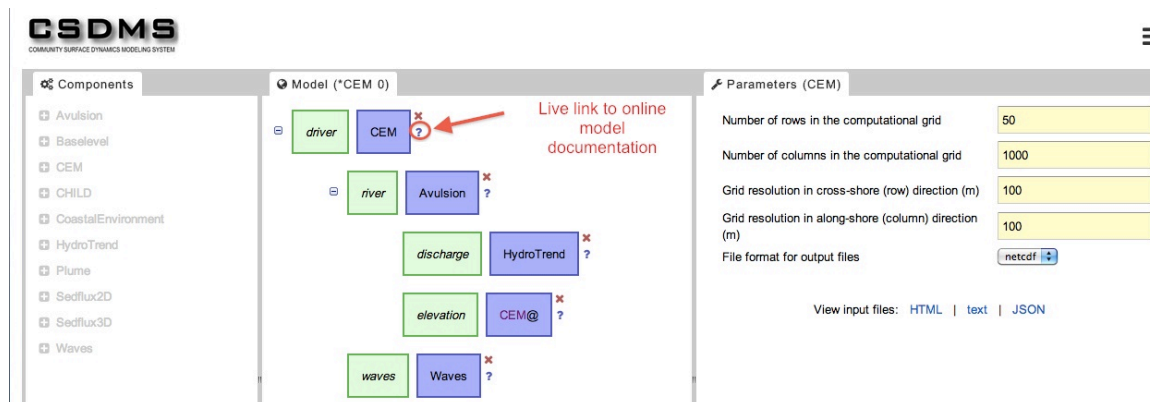 CSDMS
COMMUNITY SURFACE DYNAMICS MODELING SYSTEM
Components
Avulsion
Baselevel
CEM
CHILD
CoastalEnvironment
HydroTrend
Plume
Sedflux2D
Sedflux3D
Waves
Model (*CEM 0)
driver CEM ?
Live link to online
model
documentation
river Avulsion ?
discharge HydroTrend ?
elevation CEM@ ?
waves Waves ?
Parameters (CEM)
Number of rows in the computational grid 50
Number of columns in the computational grid 1000
Grid resolution in cross-shore (row) direction (m) 100
Grid resolution in along-shore (column) direction
(m) 100
File format for output files netcdf
View input files: HTML | text | JSON